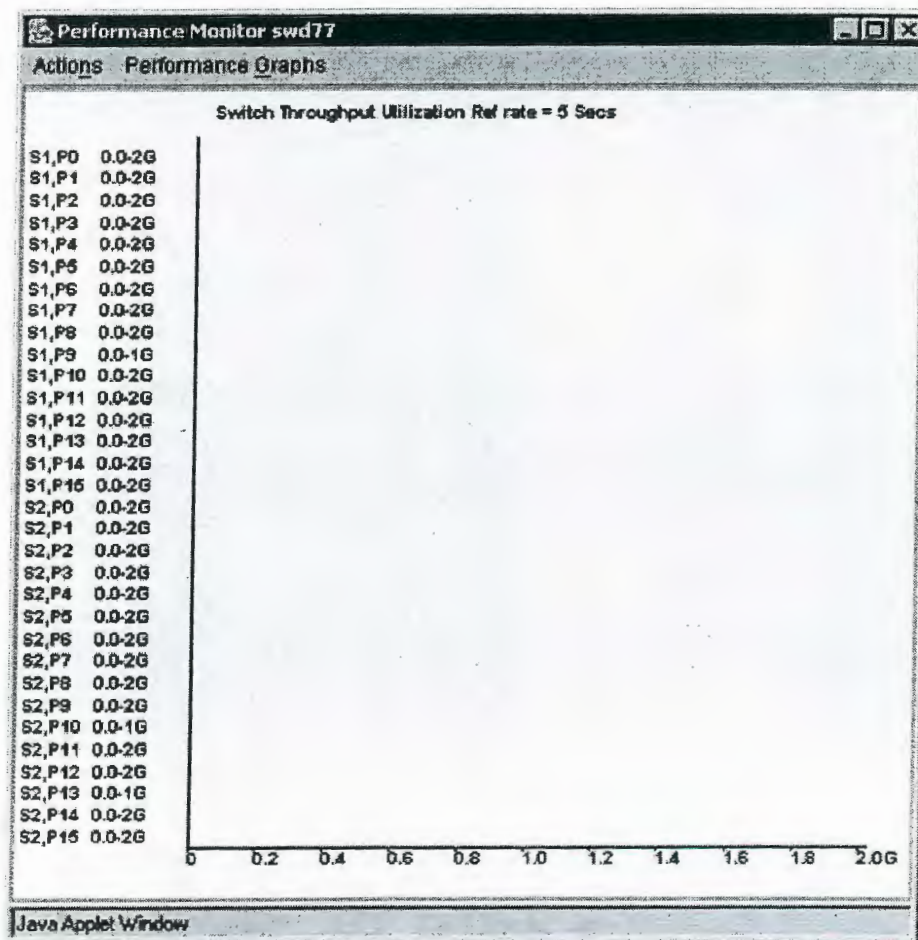 Performance Monitor swd77
Actions Performance Graphs
Switch Throughput Utilization Ref rate = 5 Secs
S1,P0 0.0-2G
S1,P1 0.0-2G
S1,P2 0.0-2G
S1,P3 0.0-2G
S1,P4 0.0-2G
S1,P5 0.0-2G
S1,P6 0.0-2G
S1,P7 0.0-2G
S1,P8 0.0-2G
S1,P9 0.0-1G
S1,P10 0.0-2G
S1,P11 0.0-2G
S1,P12 0.0-2G
S1,P13 0.0-2G
S1,P14 0.0-2G
S1,P15 0.0-2G
S2,P0 0.0-2G
S2,P1 0.0-2G
S2,P2 0.0-2G
S2,P3 0.0-2G
S2,P4 0.0-2G
S2,P5 0.0-2G
S2,P6 0.0-2G
S2,P7 0.0-2G
S2,P8 0.0-2G
S2,P9 0.0-2G
S2,P10 0.0-1G
S2,P11 0.0-2G
S2,P12 0.0-2G
S2,P13 0.0-1G
S2,P14 0.0-2G
S2,P15 0.0-2G
0 0.2 0.4 0.6 0.8 1.0 1.2 1.4 1.6 1.8 2.0G
Java Applet Window